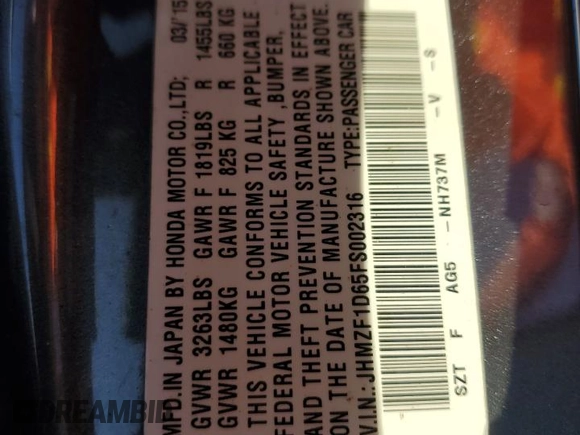 MFD.IN JAPAN BY HONDA MOTOR CO.,LTD; 03/'15
GVWR 3263LBS GAWR F 1819LBS R 1455LBS
GVWR 1480KG GAWR F 825 KG R 660 KG
THIS VEHICLE CONFORMS TO ALL APPLICABLE
FEDERAL MOTOR VEHICLE SAFETY ,BUMPER,
AND THEFT PREVENTION STANDARDS IN EFFECT
ON THE DATE OF MANUFACTURE SHOWN ABOVE.
V.I.N.: JHMZF1D65FS002316 TYPE:PASSENGER CAR
SZT F AG5 -NH737M -V -S
DREAMBID